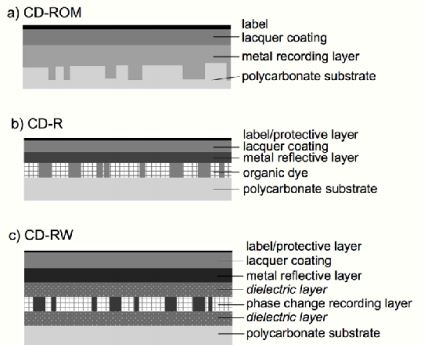 a) CD-ROM
label
lacquer coating
metal recording layer
polycarbonate substrate
b) CD-R
label/protective layer
lacquer coating
metal reflective layer
organic dye
polycarbonate substrate
c) CD-RW
label/protective layer
lacquer coating
metal reflective layer
dielectric layer
phase change recording layer
dielectric layer
polycarbonate substrate